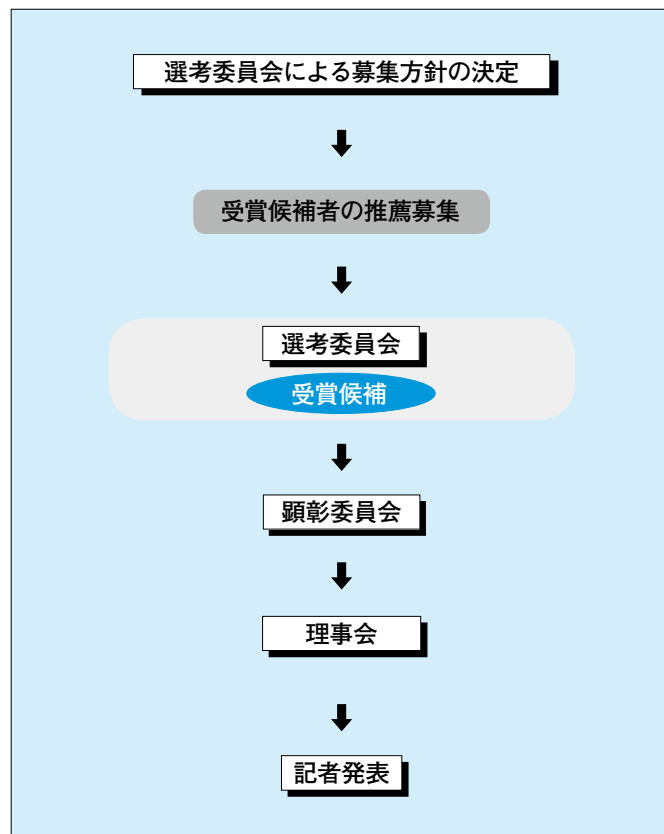 選考委員会による募集方針の決定
受賞候補者の推薦募集
選考委員会
受賞候補
顕彰委員会
理事会
記者発表